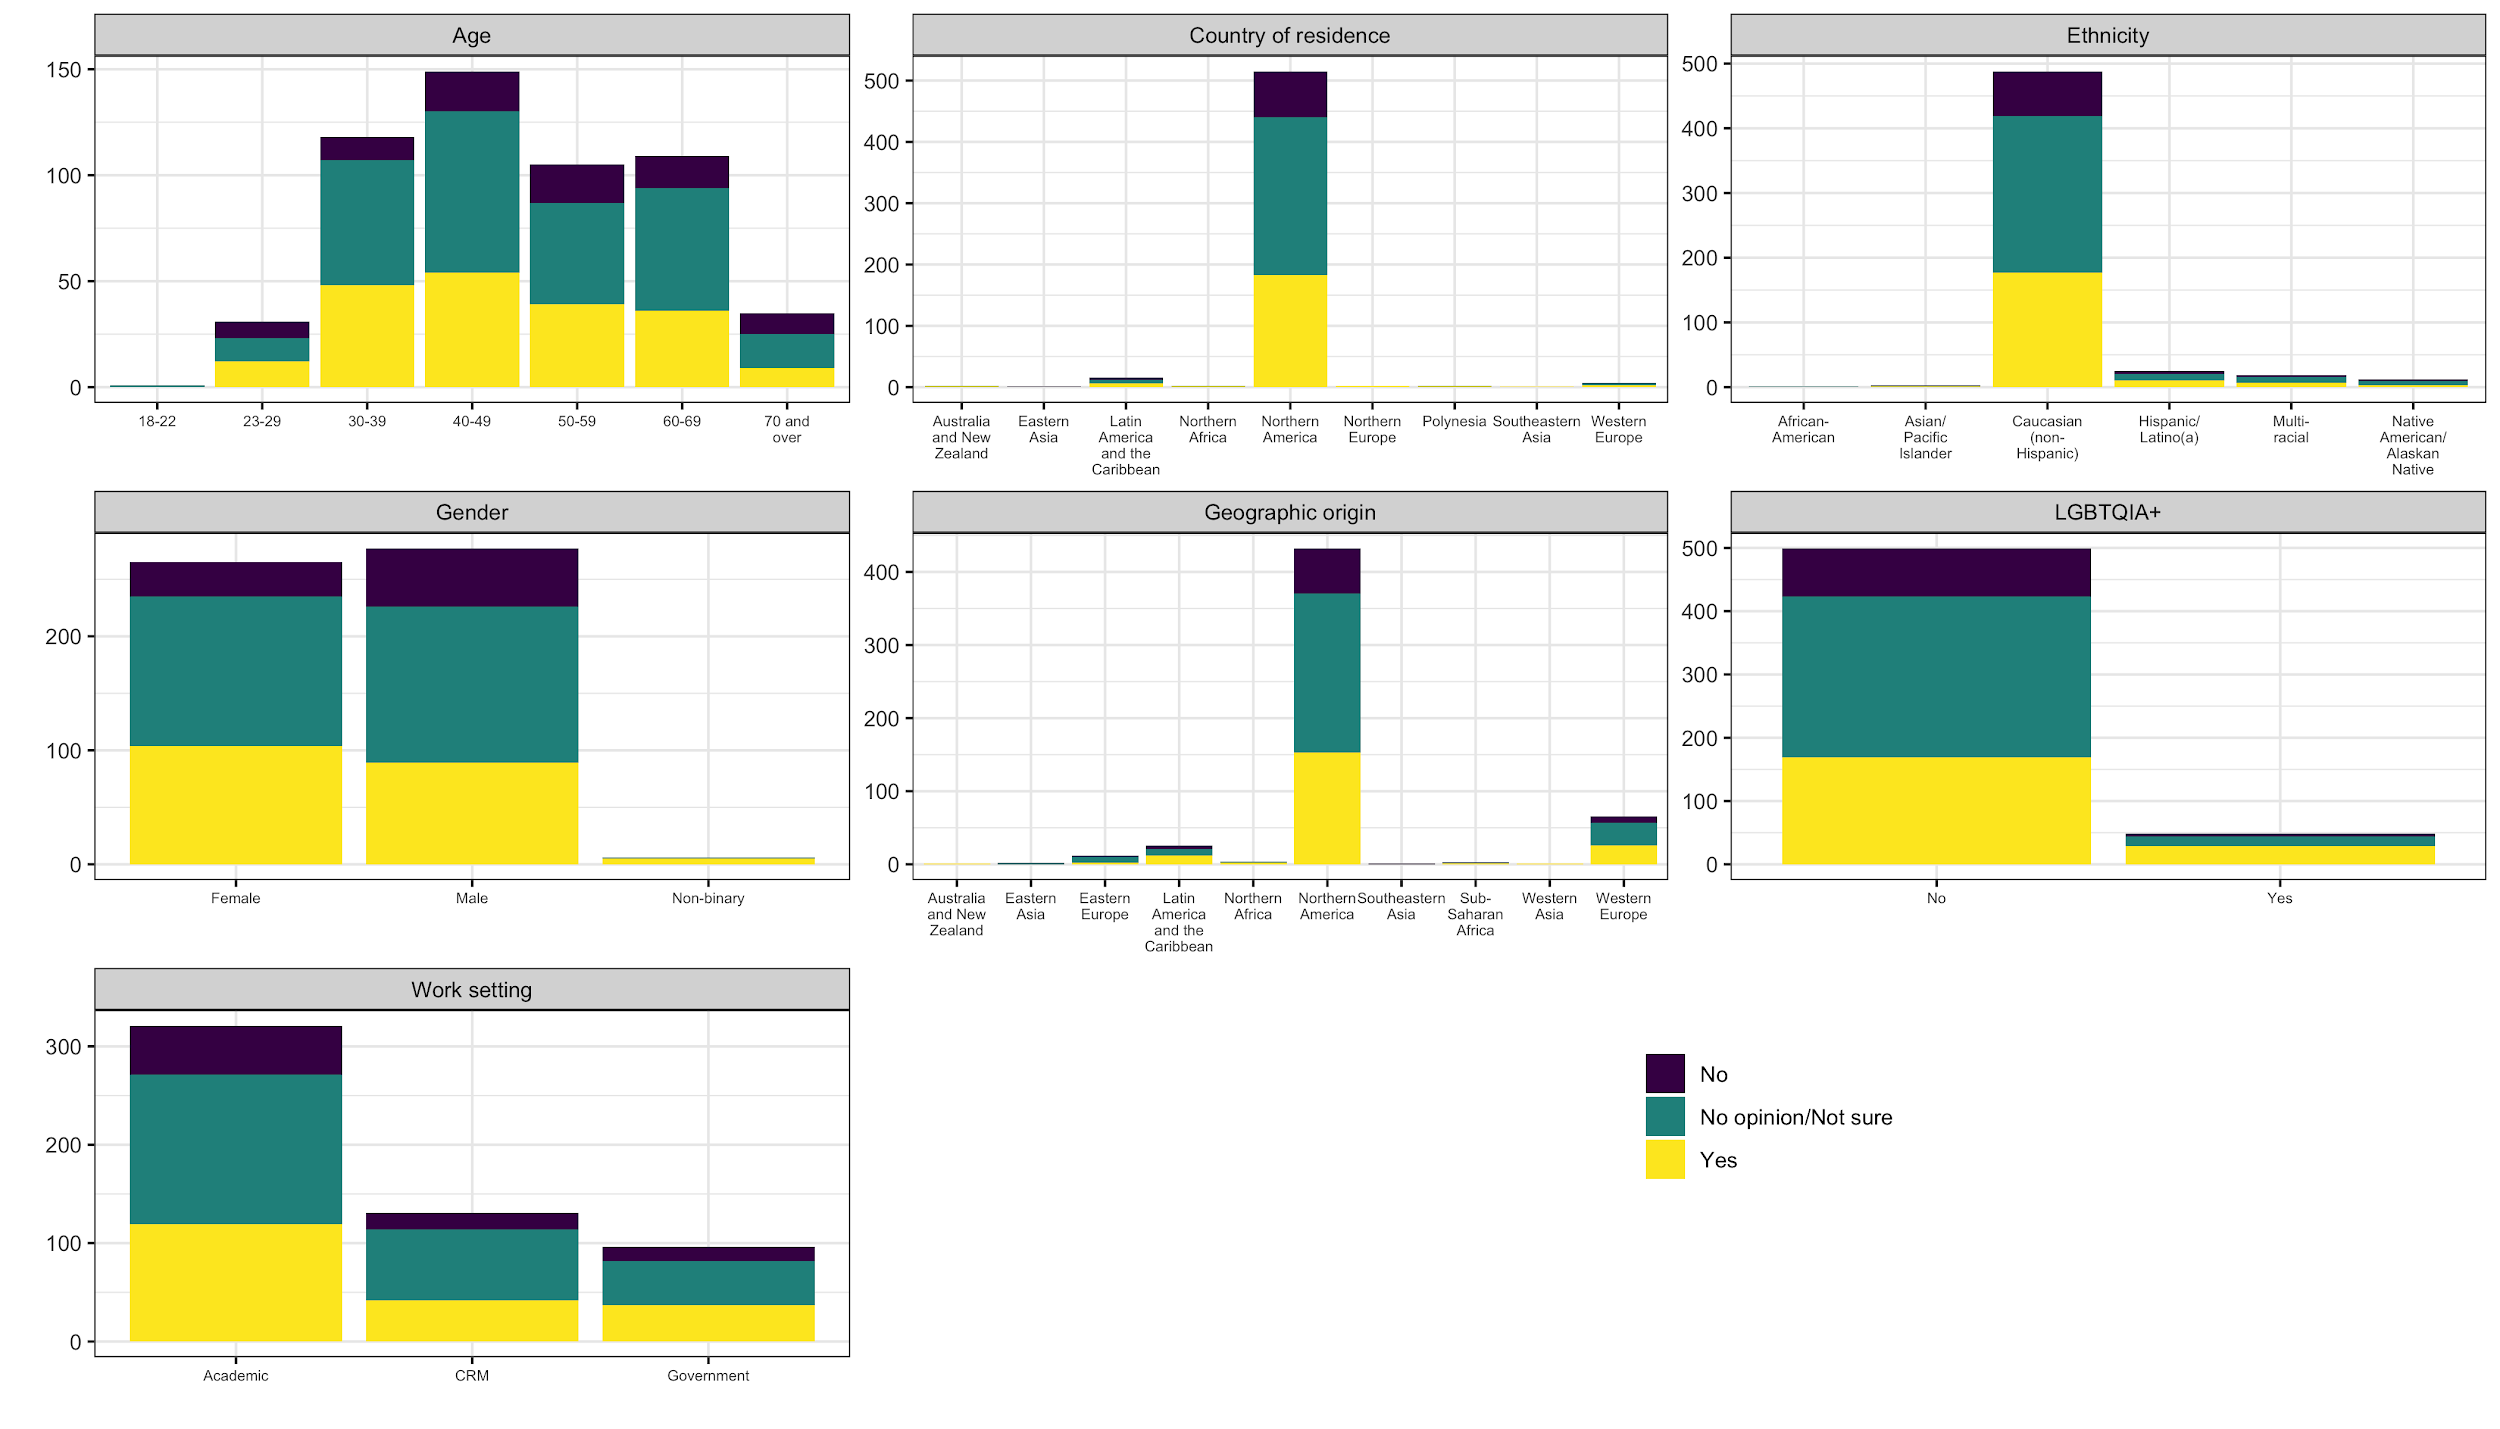 Age
150
100
50
0
18-22
23-29
30-39
40-49
50-59
60-69
70 and
over
Country of residence
500
400
300
200
100
0
Australia
and New
Zealand
Eastern
Asia
Latin
America
and the
Caribbean
Northern
Africa
Northern
America
Northern
Europe
Polynesia
Southeastern
Asia
Western
Europe
Ethnicity
500
400
300
200
100
0
African-
American
Asian/
Pacific
Islander
Caucasian
(non-
Hispanic)
Hispanic/
Latino(a)
Multi-
racial
Native
American/
Alaskan
Native
Gender
200
100
0
Female
Male
Non-binary
Geographic origin
400
300
200
100
0
Australia
and New
Zealand
Eastern
Asia
Eastern
Europe
Latin
America
and the
Caribbean
Northern
Africa
Northern
America
Southeastern
Asia
Sub-
Saharan
Africa
Western
Asia
Western
Europe
LGBTQIA+
500
400
300
200
100
0
No
Yes
Work setting
300
200
100
0
Academic
CRM
Government
No
No opinion/Not sure
Yes